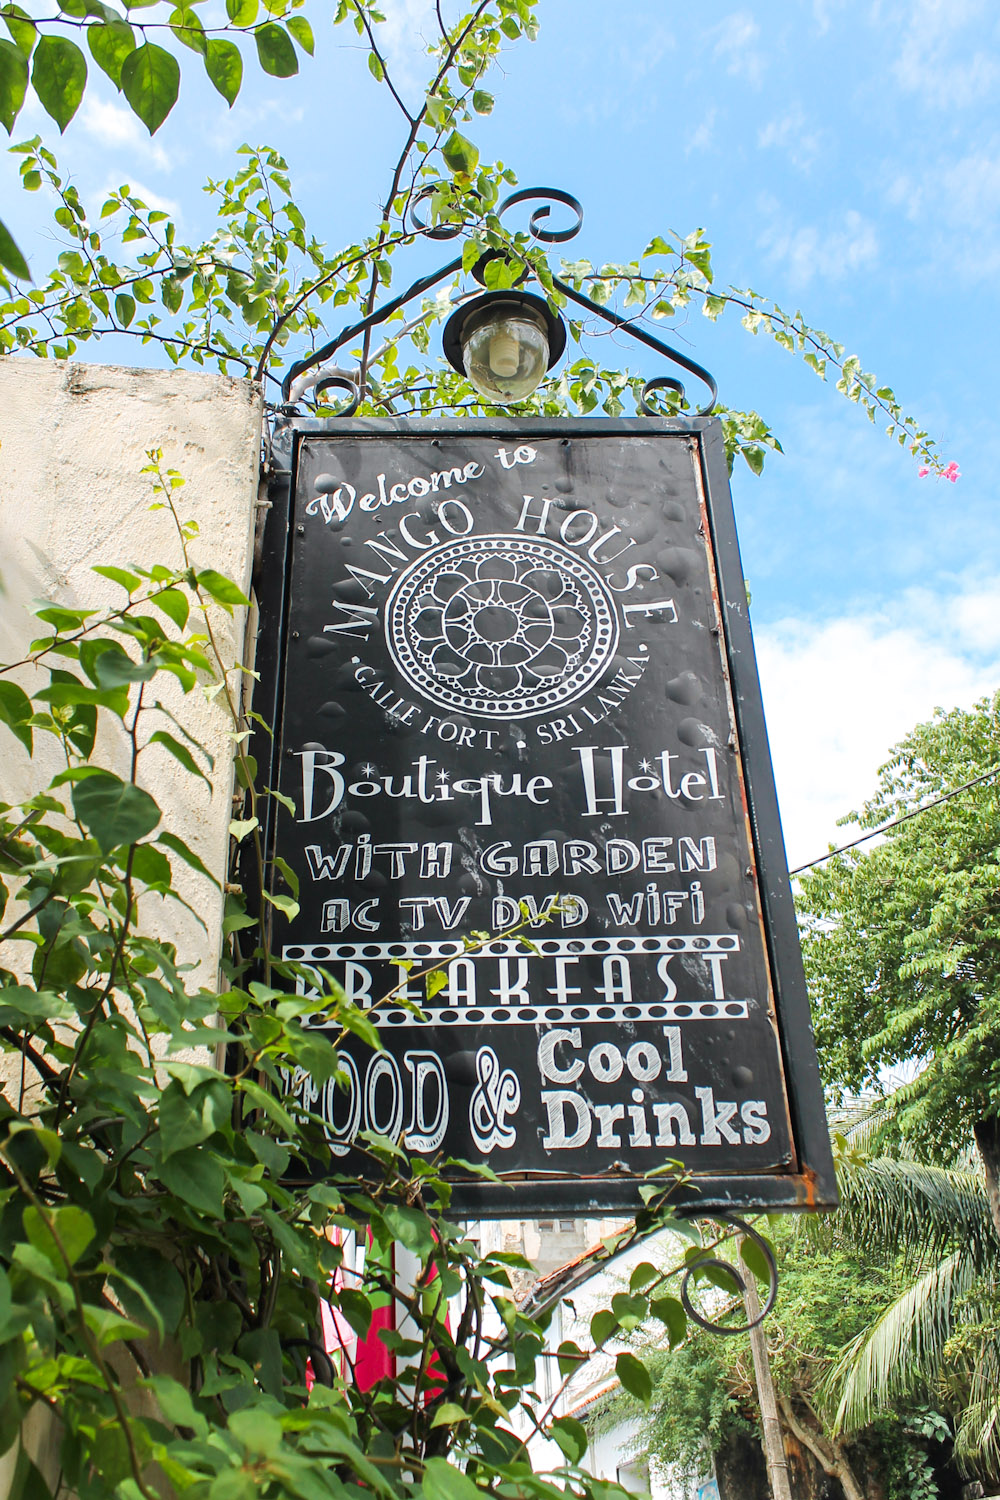 Welcome to
MANGO HOUSE
· GALLE FORT · SRI LANKA ·
Boutique Hotel
WiTH GARDEN
AC TV DVD WiFi
BREAKFAST
FOOD & Cool
Drinks